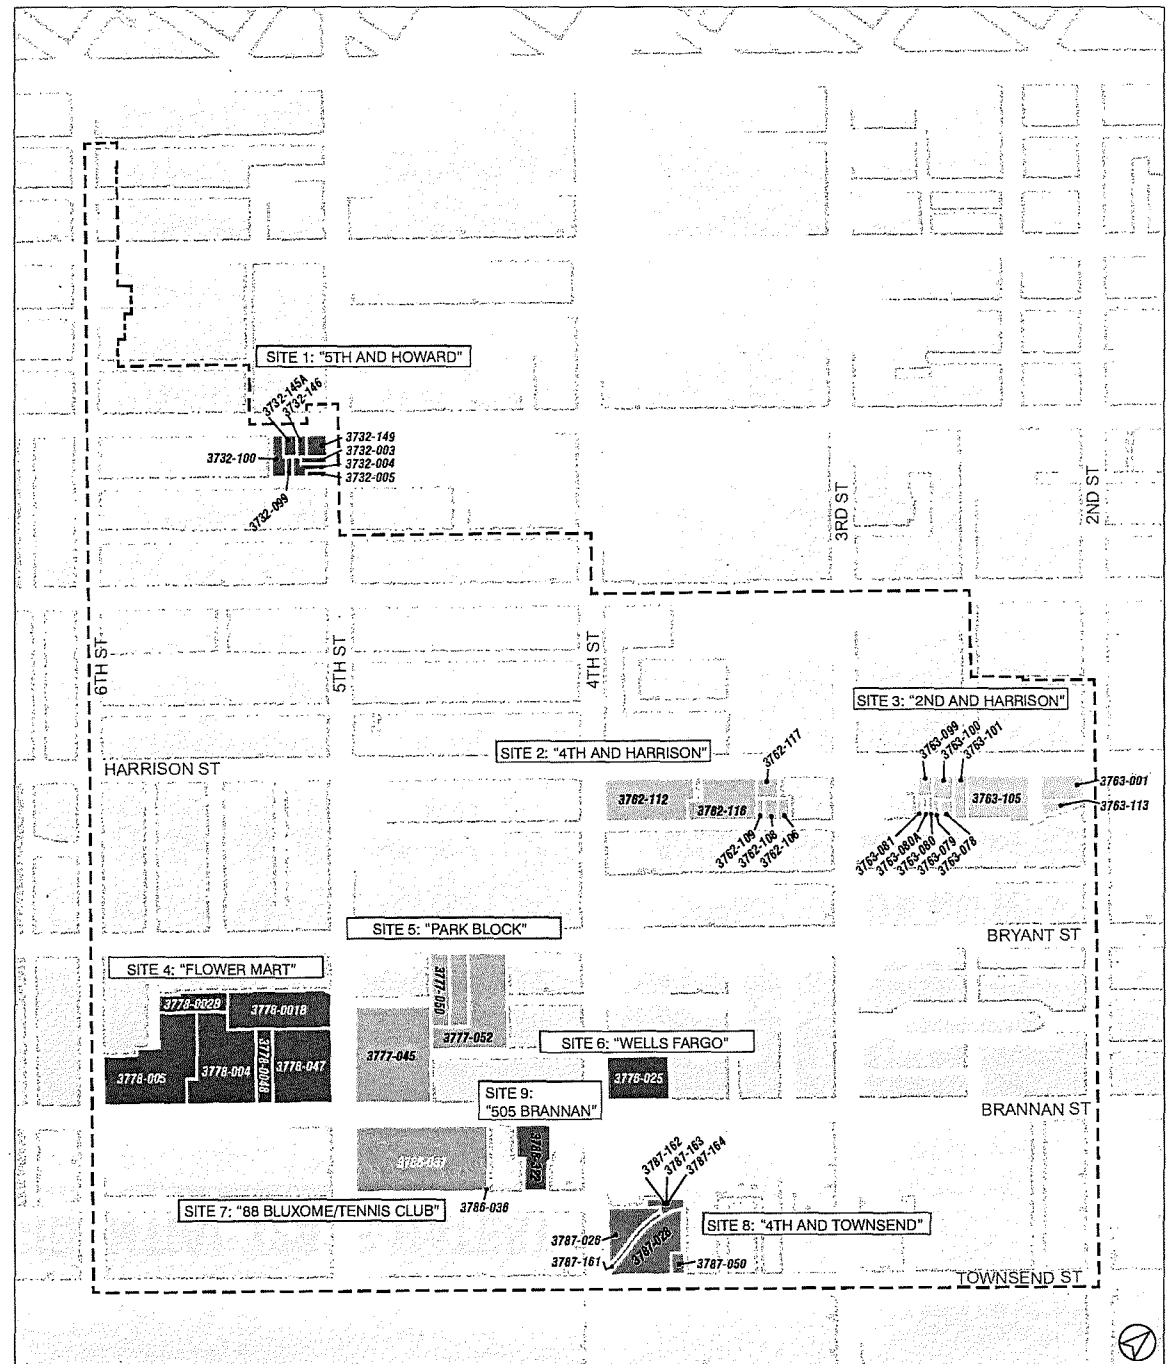 SITE 1: "5TH AND HOWARD"
3732-145A
3732-146
3732-149
3732-003
3732-100
3732-004
3732-005
3732-099
3RD ST
2ND ST
6TH ST
5TH ST
4TH ST
SITE 3: "2ND AND HARRISON"
SITE 2: "4TH AND HARRISON"
3762-117
3763-099
3763-100
3763-101
HARRISON ST
3762-112
3762-116
3763-105
3763-001
3763-113
3762-109
3762-108
3762-106
3763-081
3763-080A
3763-080
3763-079
3763-078
SITE 5: "PARK BLOCK"
BRYANT ST
SITE 4: "FLOWER MART"
3778-002B
3778-001B
3777-050
3777-052
3777-045
SITE 6: "WELLS FARGO"
3778-005
3778-004
3778-004B
3778-047
3776-025
SITE 9:
"505 BRANNAN"
BRANNAN ST
3787-162
3787-163
3787-164
3786-036
SITE 7: "88 BLUXOME/TENNIS CLUB"
SITE 8: "4TH AND TOWNSEND"
3787-026
3787-028
3787-161
3787-050
TOWNSEND ST